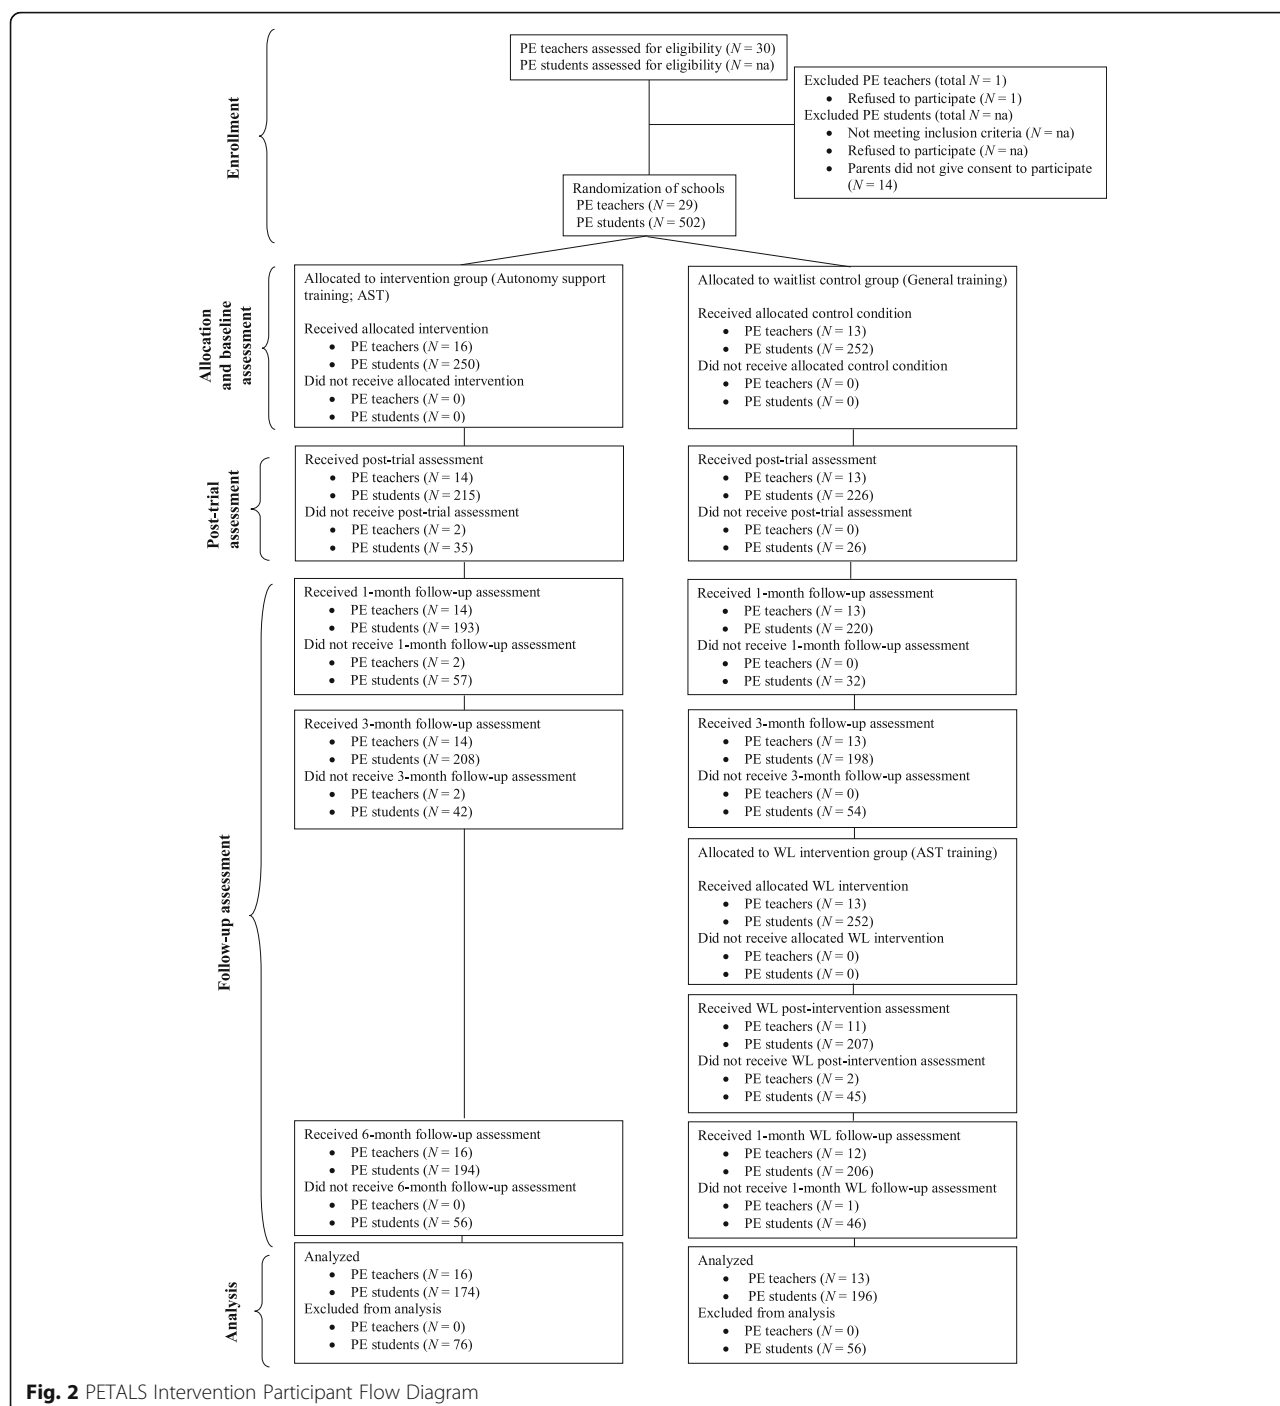 PE teachers assessed for eligibility (N = 30)
PE students assessed for eligibility (N = na)
Excluded PE teachers (total N = 1)
• Refused to participate (N = 1)
Excluded PE students (total N = na)
• Not meeting inclusion criteria (N = na)
• Refused to participate (N = na)
• Parents did not give consent to participate
(N = 14)
Enrollment
Randomization of schools
PE teachers (N = 29)
PE students (N = 502)
Allocation
and baseline
assessment
Allocated to intervention group (Autonomy support
training; AST)
Received allocated intervention
• PE teachers (N = 16)
• PE students (N = 250)
Did not receive allocated intervention
• PE teachers (N = 0)
• PE students (N = 0)
Allocated to waitlist control group (General training)
Received allocated control condition
• PE teachers (N = 13)
• PE students (N = 252)
Did not receive allocated control condition
• PE teachers (N = 0)
• PE students (N = 0)
Post-trial
assessment
Received post-trial assessment
• PE teachers (N = 14)
• PE students (N = 215)
Did not receive post-trial assessment
• PE teachers (N = 2)
• PE students (N = 35)
Received post-trial assessment
• PE teachers (N = 13)
• PE students (N = 226)
Did not receive post-trial assessment
• PE teachers (N = 0)
• PE students (N = 26)
Follow-up assessment
Received 1-month follow-up assessment
• PE teachers (N = 14)
• PE students (N = 193)
Did not receive 1-month follow-up assessment
• PE teachers (N = 2)
• PE students (N = 57)
Received 1-month follow-up assessment
• PE teachers (N = 13)
• PE students (N = 220)
Did not receive 1-month follow-up assessment
• PE teachers (N = 0)
• PE students (N = 32)
Received 3-month follow-up assessment
• PE teachers (N = 14)
• PE students (N = 208)
Did not receive 3-month follow-up assessment
• PE teachers (N = 2)
• PE students (N = 42)
Received 3-month follow-up assessment
• PE teachers (N = 13)
• PE students (N = 198)
Did not receive 3-month follow-up assessment
• PE teachers (N = 0)
• PE students (N = 54)
Allocated to WL intervention group (AST training)
Received allocated WL intervention
• PE teachers (N = 13)
• PE students (N = 252)
Did not receive allocated WL intervention
• PE teachers (N = 0)
• PE students (N = 0)
Received WL post-intervention assessment
• PE teachers (N = 11)
• PE students (N = 207)
Did not receive WL post-intervention assessment
• PE teachers (N = 2)
• PE students (N = 45)
Received 6-month follow-up assessment
• PE teachers (N = 16)
• PE students (N = 194)
Did not receive 6-month follow-up assessment
• PE teachers (N = 0)
• PE students (N = 56)
Received 1-month WL follow-up assessment
• PE teachers (N = 12)
• PE students (N = 206)
Did not receive 1-month WL follow-up assessment
• PE teachers (N = 1)
• PE students (N = 46)
Analysis
Analyzed
• PE teachers (N = 16)
• PE students (N = 174)
Excluded from analysis
• PE teachers (N = 0)
• PE students (N = 76)
Analyzed
• PE teachers (N = 13)
• PE students (N = 196)
Excluded from analysis
• PE teachers (N = 0)
• PE students (N = 56)
Fig. 2 PETALS Intervention Participant Flow Diagram